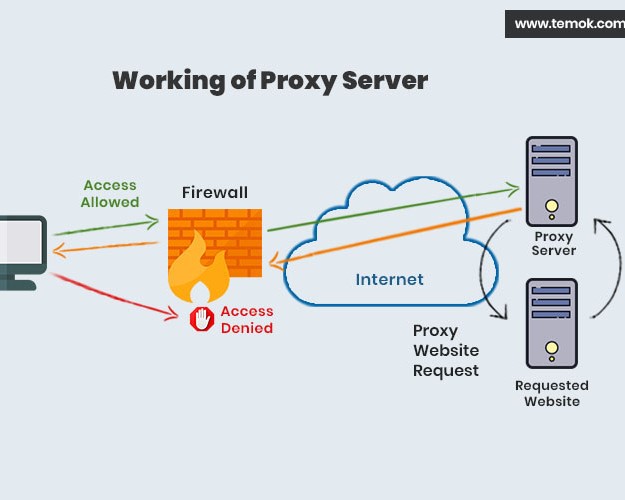 www.temok.com
Working of Proxy Server
Access
Allowed
Firewall
Internet
Access
Denied
Proxy
Server
Proxy
Website
Request
Requested
Website